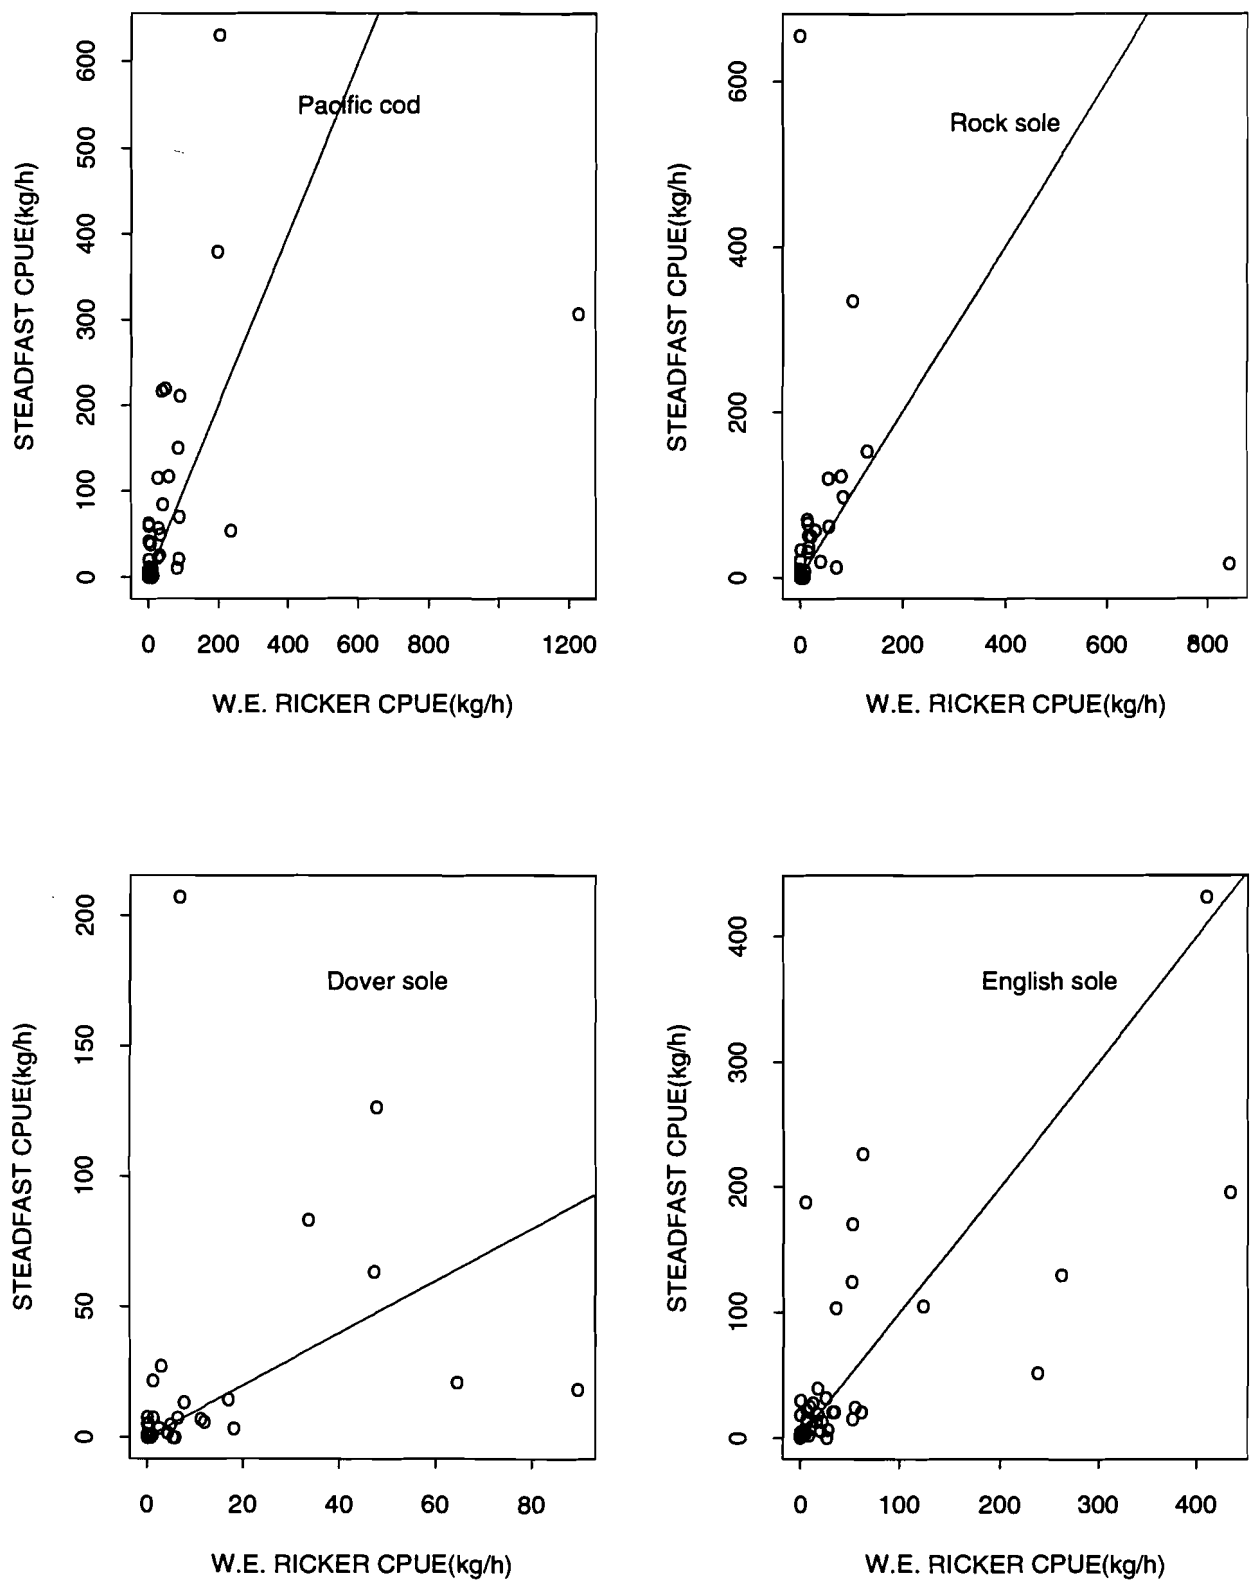 Pacific cod
STEADFAST CPUE(kg/h)
0 100 200 300 400 500 600
0 200 400 600 800 1200
W.E. RICKER CPUE(kg/h)
Rock sole
STEADFAST CPUE(kg/h)
0 200 400 600
0 200 400 600 800
W.E. RICKER CPUE(kg/h)
Dover sole
STEADFAST CPUE(kg/h)
0 50 100 150 200
0 20 40 60 80
W.E. RICKER CPUE(kg/h)
English sole
STEADFAST CPUE(kg/h)
0 100 200 300 400
0 100 200 300 400
W.E. RICKER CPUE(kg/h)